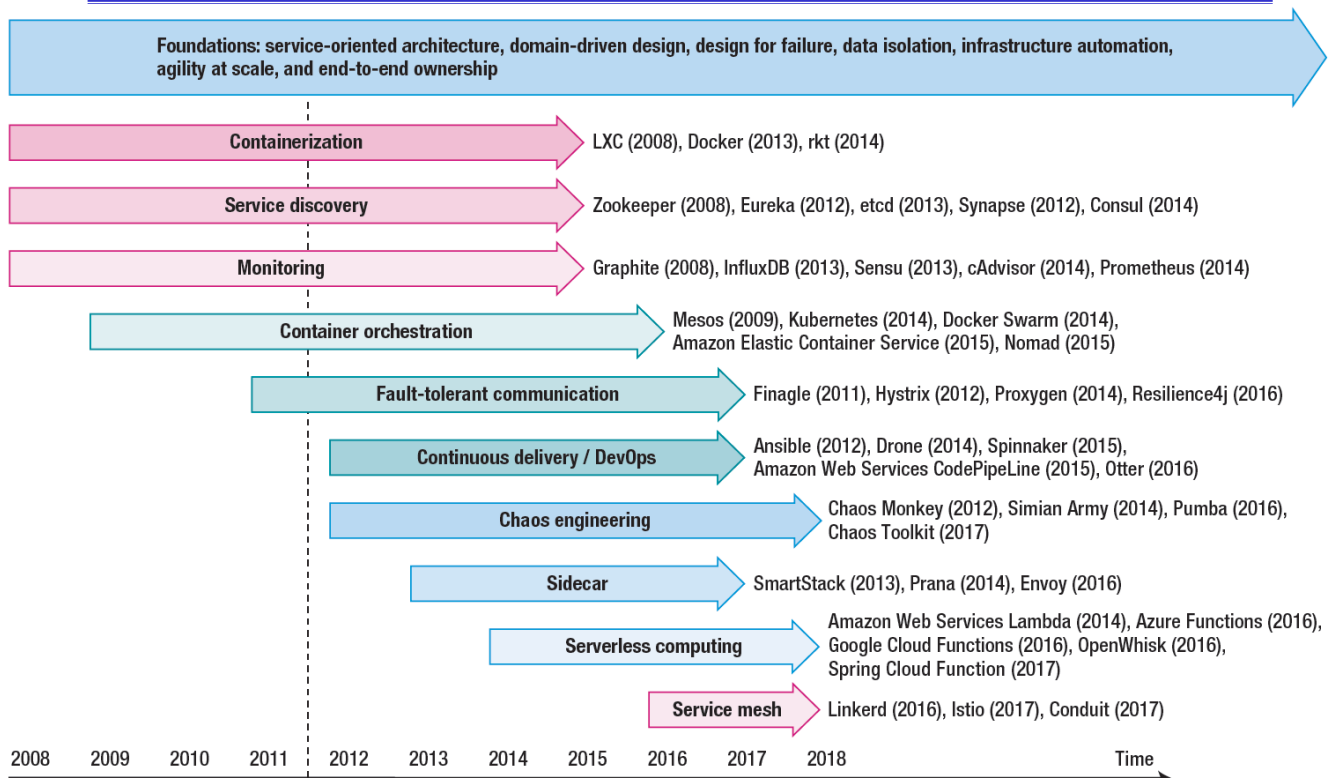 Foundations: service-oriented architecture, domain-driven design, design for failure, data isolation, infrastructure automation,
agility at scale, and end-to-end ownership
Containerization
LXC (2008), Docker (2013), rkt (2014)
Service discovery
Zookeeper (2008), Eureka (2012), etcd (2013), Synapse (2012), Consul (2014)
Monitoring
Graphite (2008), InfluxDB (2013), Sensu (2013), cAdvisor (2014), Prometheus (2014)
Container orchestration
Mesos (2009), Kubernetes (2014), Docker Swarm (2014),
Amazon Elastic Container Service (2015), Nomad (2015)
Fault-tolerant communication
Finagle (2011), Hystrix (2012), Proxygen (2014), Resilience4j (2016)
Continuous delivery / DevOps
Ansible (2012), Drone (2014), Spinnaker (2015),
Amazon Web Services CodePipeLine (2015), Otter (2016)
Chaos engineering
Chaos Monkey (2012), Simian Army (2014), Pumba (2016),
Chaos Toolkit (2017)
Sidecar
SmartStack (2013), Prana (2014), Envoy (2016)
Serverless computing
Amazon Web Services Lambda (2014), Azure Functions (2016),
Google Cloud Functions (2016), OpenWhisk (2016),
Spring Cloud Function (2017)
Service mesh
Linkerd (2016), Istio (2017), Conduit (2017)
2008 2009 2010 2011 2012 2013 2014 2015 2016 2017 2018 Time